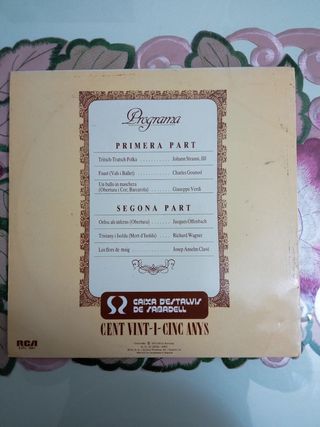 Programa
PRIMERA PART
Tritsch-Tratsch Polka . . . . . . . . . Johann Strauss, III
Faust (Vals i Ballet) . . . . . . . . . Charles Gounod
Un ballo in maschera
(Obertura i Cor; Barcarola) . . . . . . Giuseppe Verdi
SEGONA PART
Orfeu als inferns (Obertura) . . . . . . Jacques Offenbach
Tristany i Isolda (Mort d'Isolda) . . . . Richard Wagner
Les flors de maig . . . . . . . . . Josep Anselm Clavé
CAIXA D'ESTALVIS
DE SABADELL
CENT VINT-I-CINC ANYS
RCA